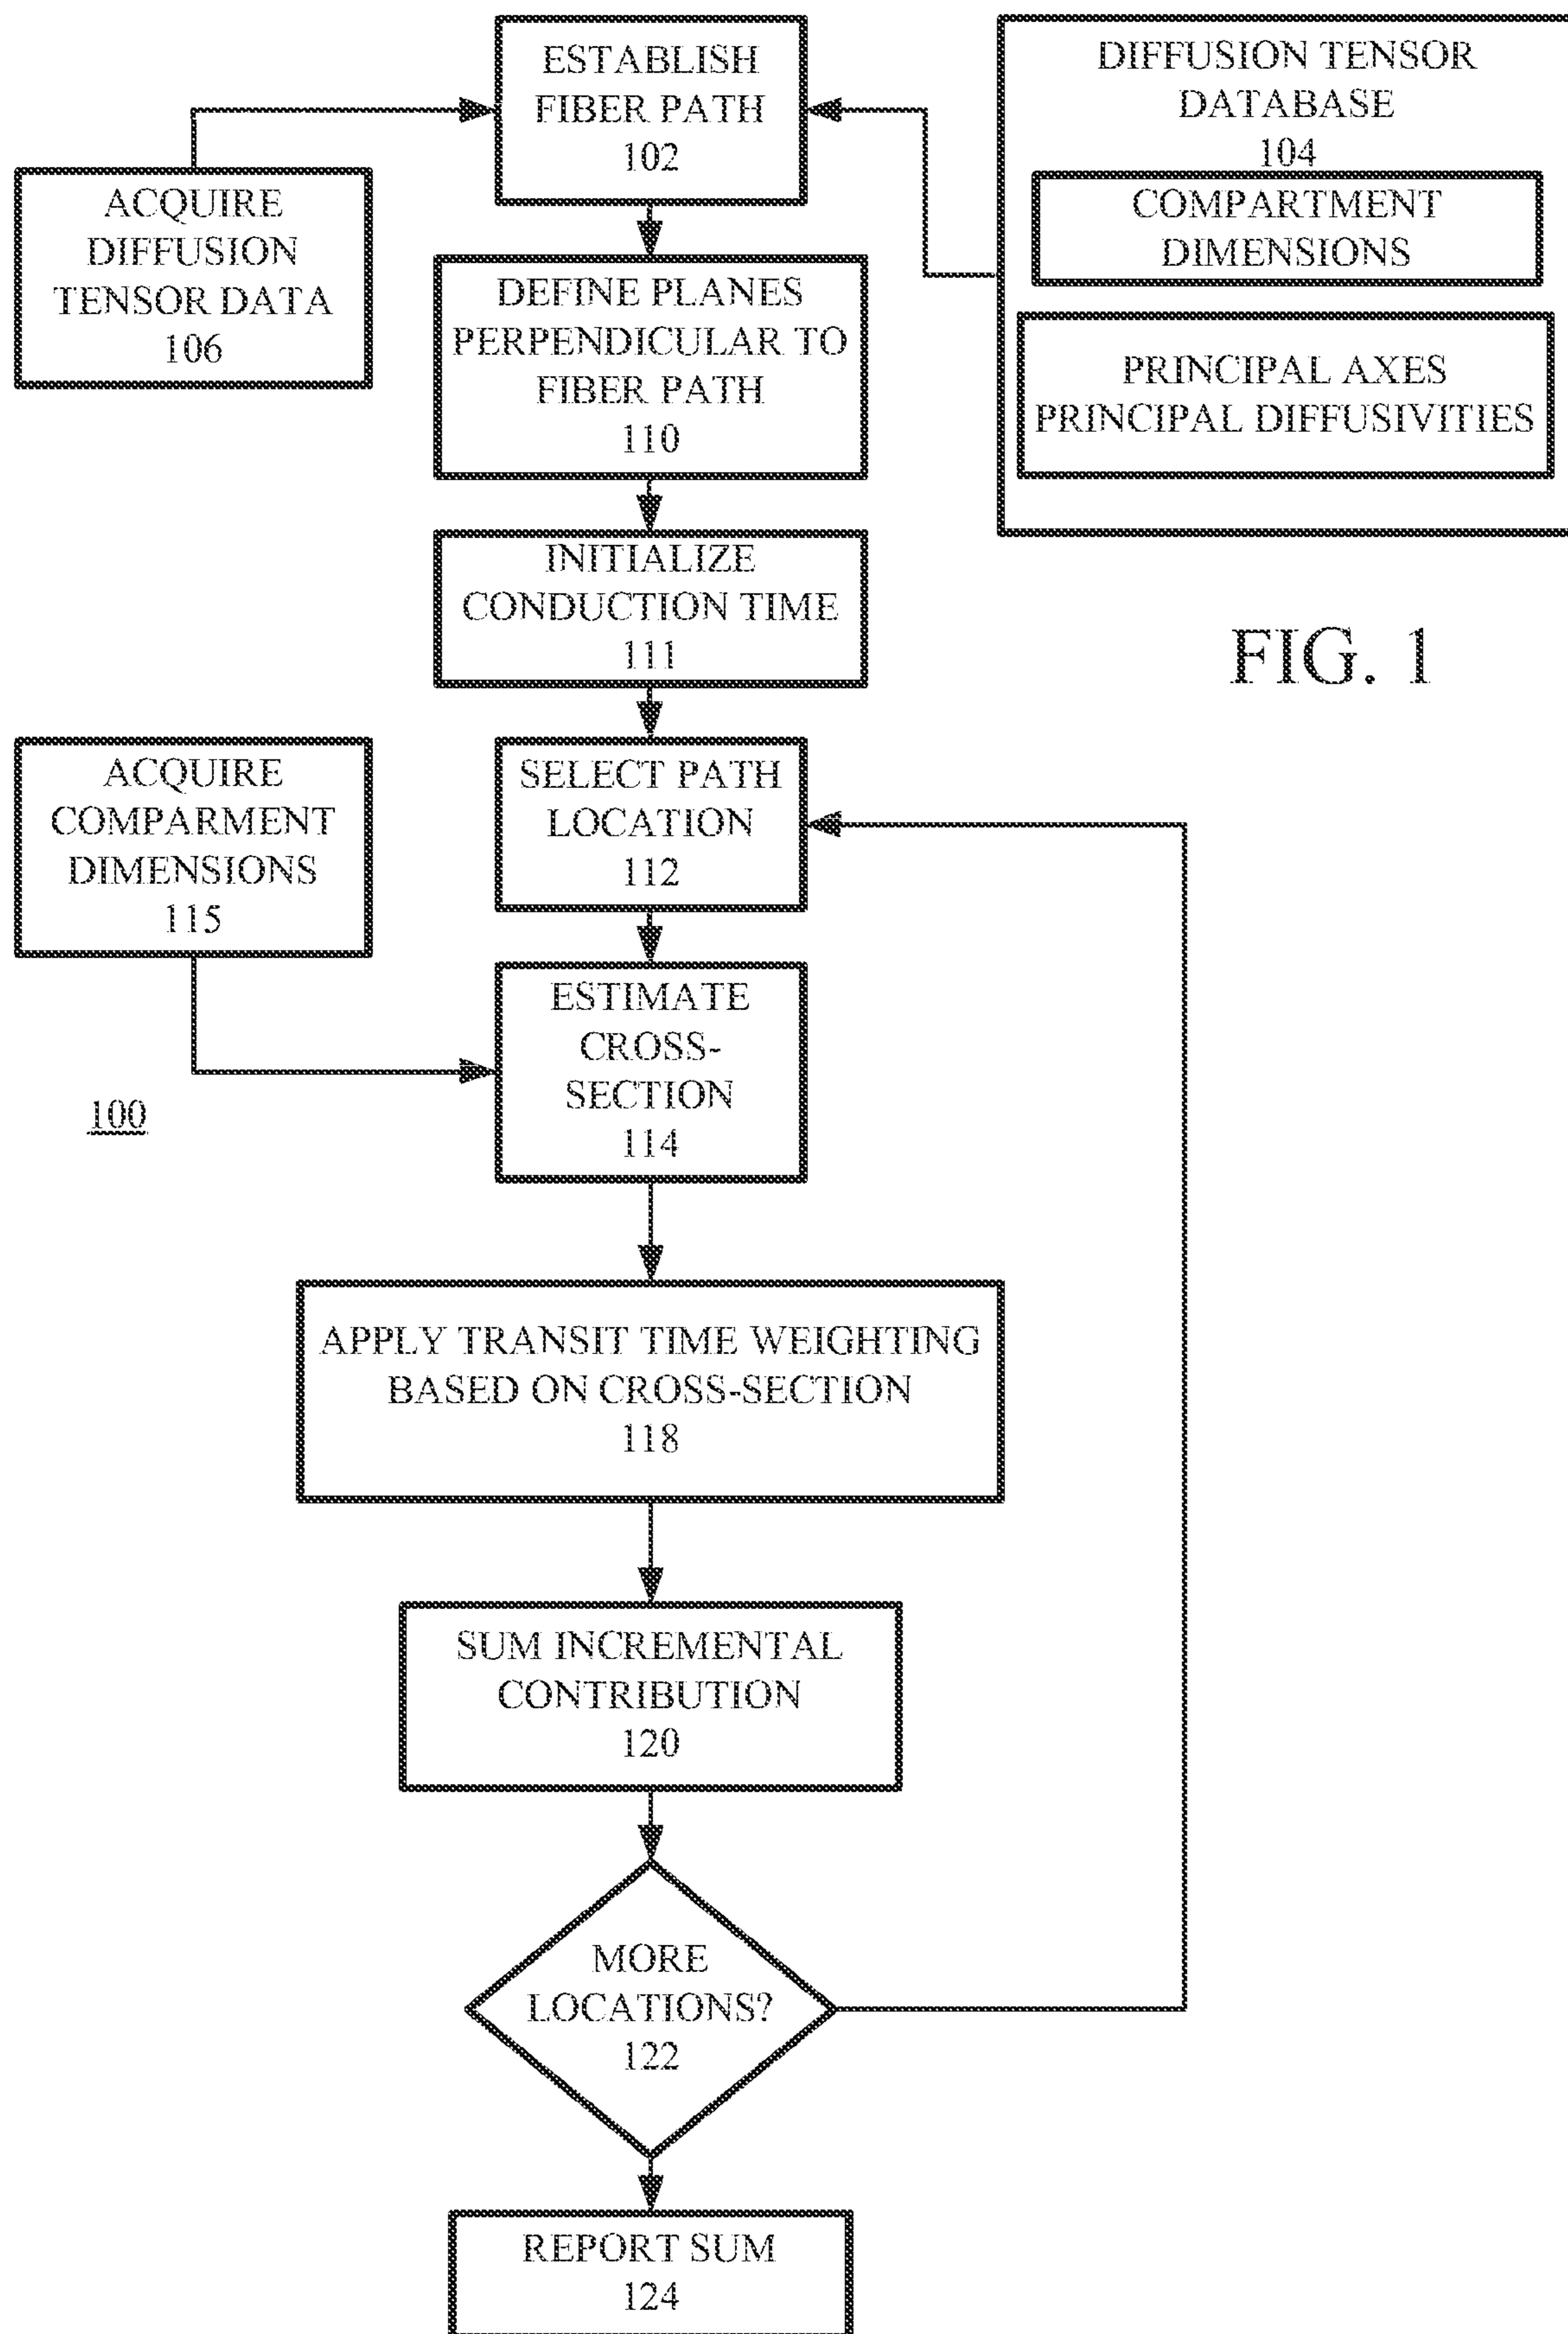 ESTABLISH
FIBER PATH
102
DIFFUSION TENSOR
DATABASE
104
COMPARTMENT
DIMENSIONS
PRINCIPAL AXES
PRINCIPAL DIFFUSIVITIES
ACQUIRE
DIFFUSION
TENSOR DATA
106
DEFINE PLANES
PERPENDICULAR TO
FIBER PATH
110
INITIALIZE
CONDUCTION TIME
111
FIG. 1
ACQUIRE
COMPARMENT
DIMENSIONS
115
SELECT PATH
LOCATION
112
ESTIMATE
CROSS-
SECTION
114
100
APPLY TRANSIT TIME WEIGHTING
BASED ON CROSS-SECTION
118
SUM INCREMENTAL
CONTRIBUTION
120
MORE
LOCATIONS?
122
REPORT SUM
124